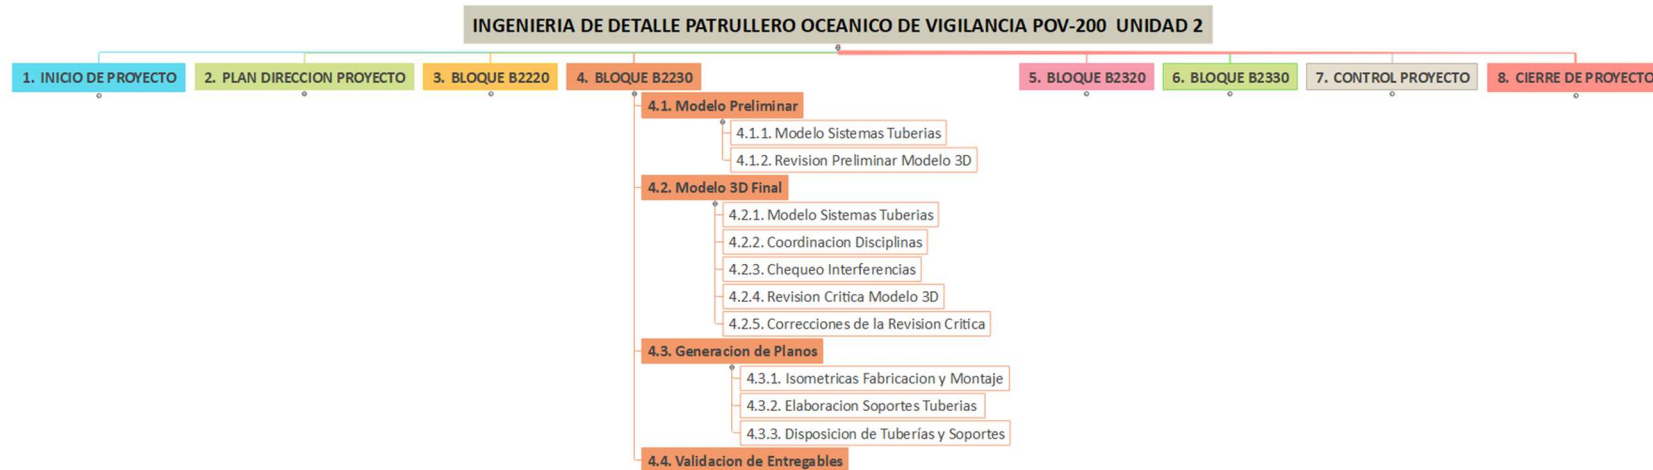 INGENIERIA DE DETALLE PATRULLERO OCEANICO DE VIGILANCIA POV-200 UNIDAD 2
1. INICIO DE PROYECTO
2. PLAN DIRECCION PROYECTO
3. BLOQUE B2220
4. BLOQUE B2230
5. BLOQUE B2320
6. BLOQUE B2330
7. CONTROL PROYECTO
8. CIERRE DE PROYECTO
4.1. Modelo Preliminar
4.1.1. Modelo Sistemas Tuberias
4.1.2. Revision Preliminar Modelo 3D
4.2. Modelo 3D Final
4.2.1. Modelo Sistemas Tuberias
4.2.2. Coordinacion Disciplinas
4.2.3. Chequeo Interferencias
4.2.4. Revision Critica Modelo 3D
4.2.5. Correcciones de la Revision Critica
4.3. Generacion de Planos
4.3.1. Isometricas Fabricacion y Montaje
4.3.2. Elaboracion Soportes Tuberias
4.3.3. Disposicion de Tuberías y Soportes
4.4. Validacion de Entregables